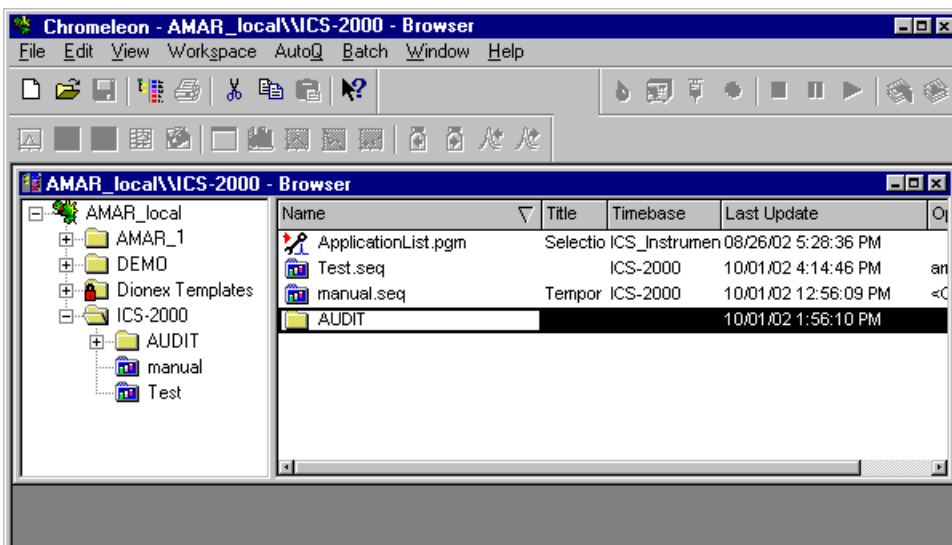 Chromeleon - AMAR_local\\ICS-2000 - Browser
File Edit View Workspace AutoQ Batch Window Help
AMAR_local\\ICS-2000 - Browser
AMAR_local
AMAR_1
DEMO
Dionex Templates
ICS-2000
AUDIT
manual
Test
Name Title Timebase Last Update
ApplicationList.pgm Selectio ICS_Instrumen 08/26/02 5:28:36 PM
Test.seq ICS-2000 10/01/02 4:14:46 PM an
manual.seq Tempor ICS-2000 10/01/02 12:56:09 PM
AUDIT 10/01/02 1:56:10 PM